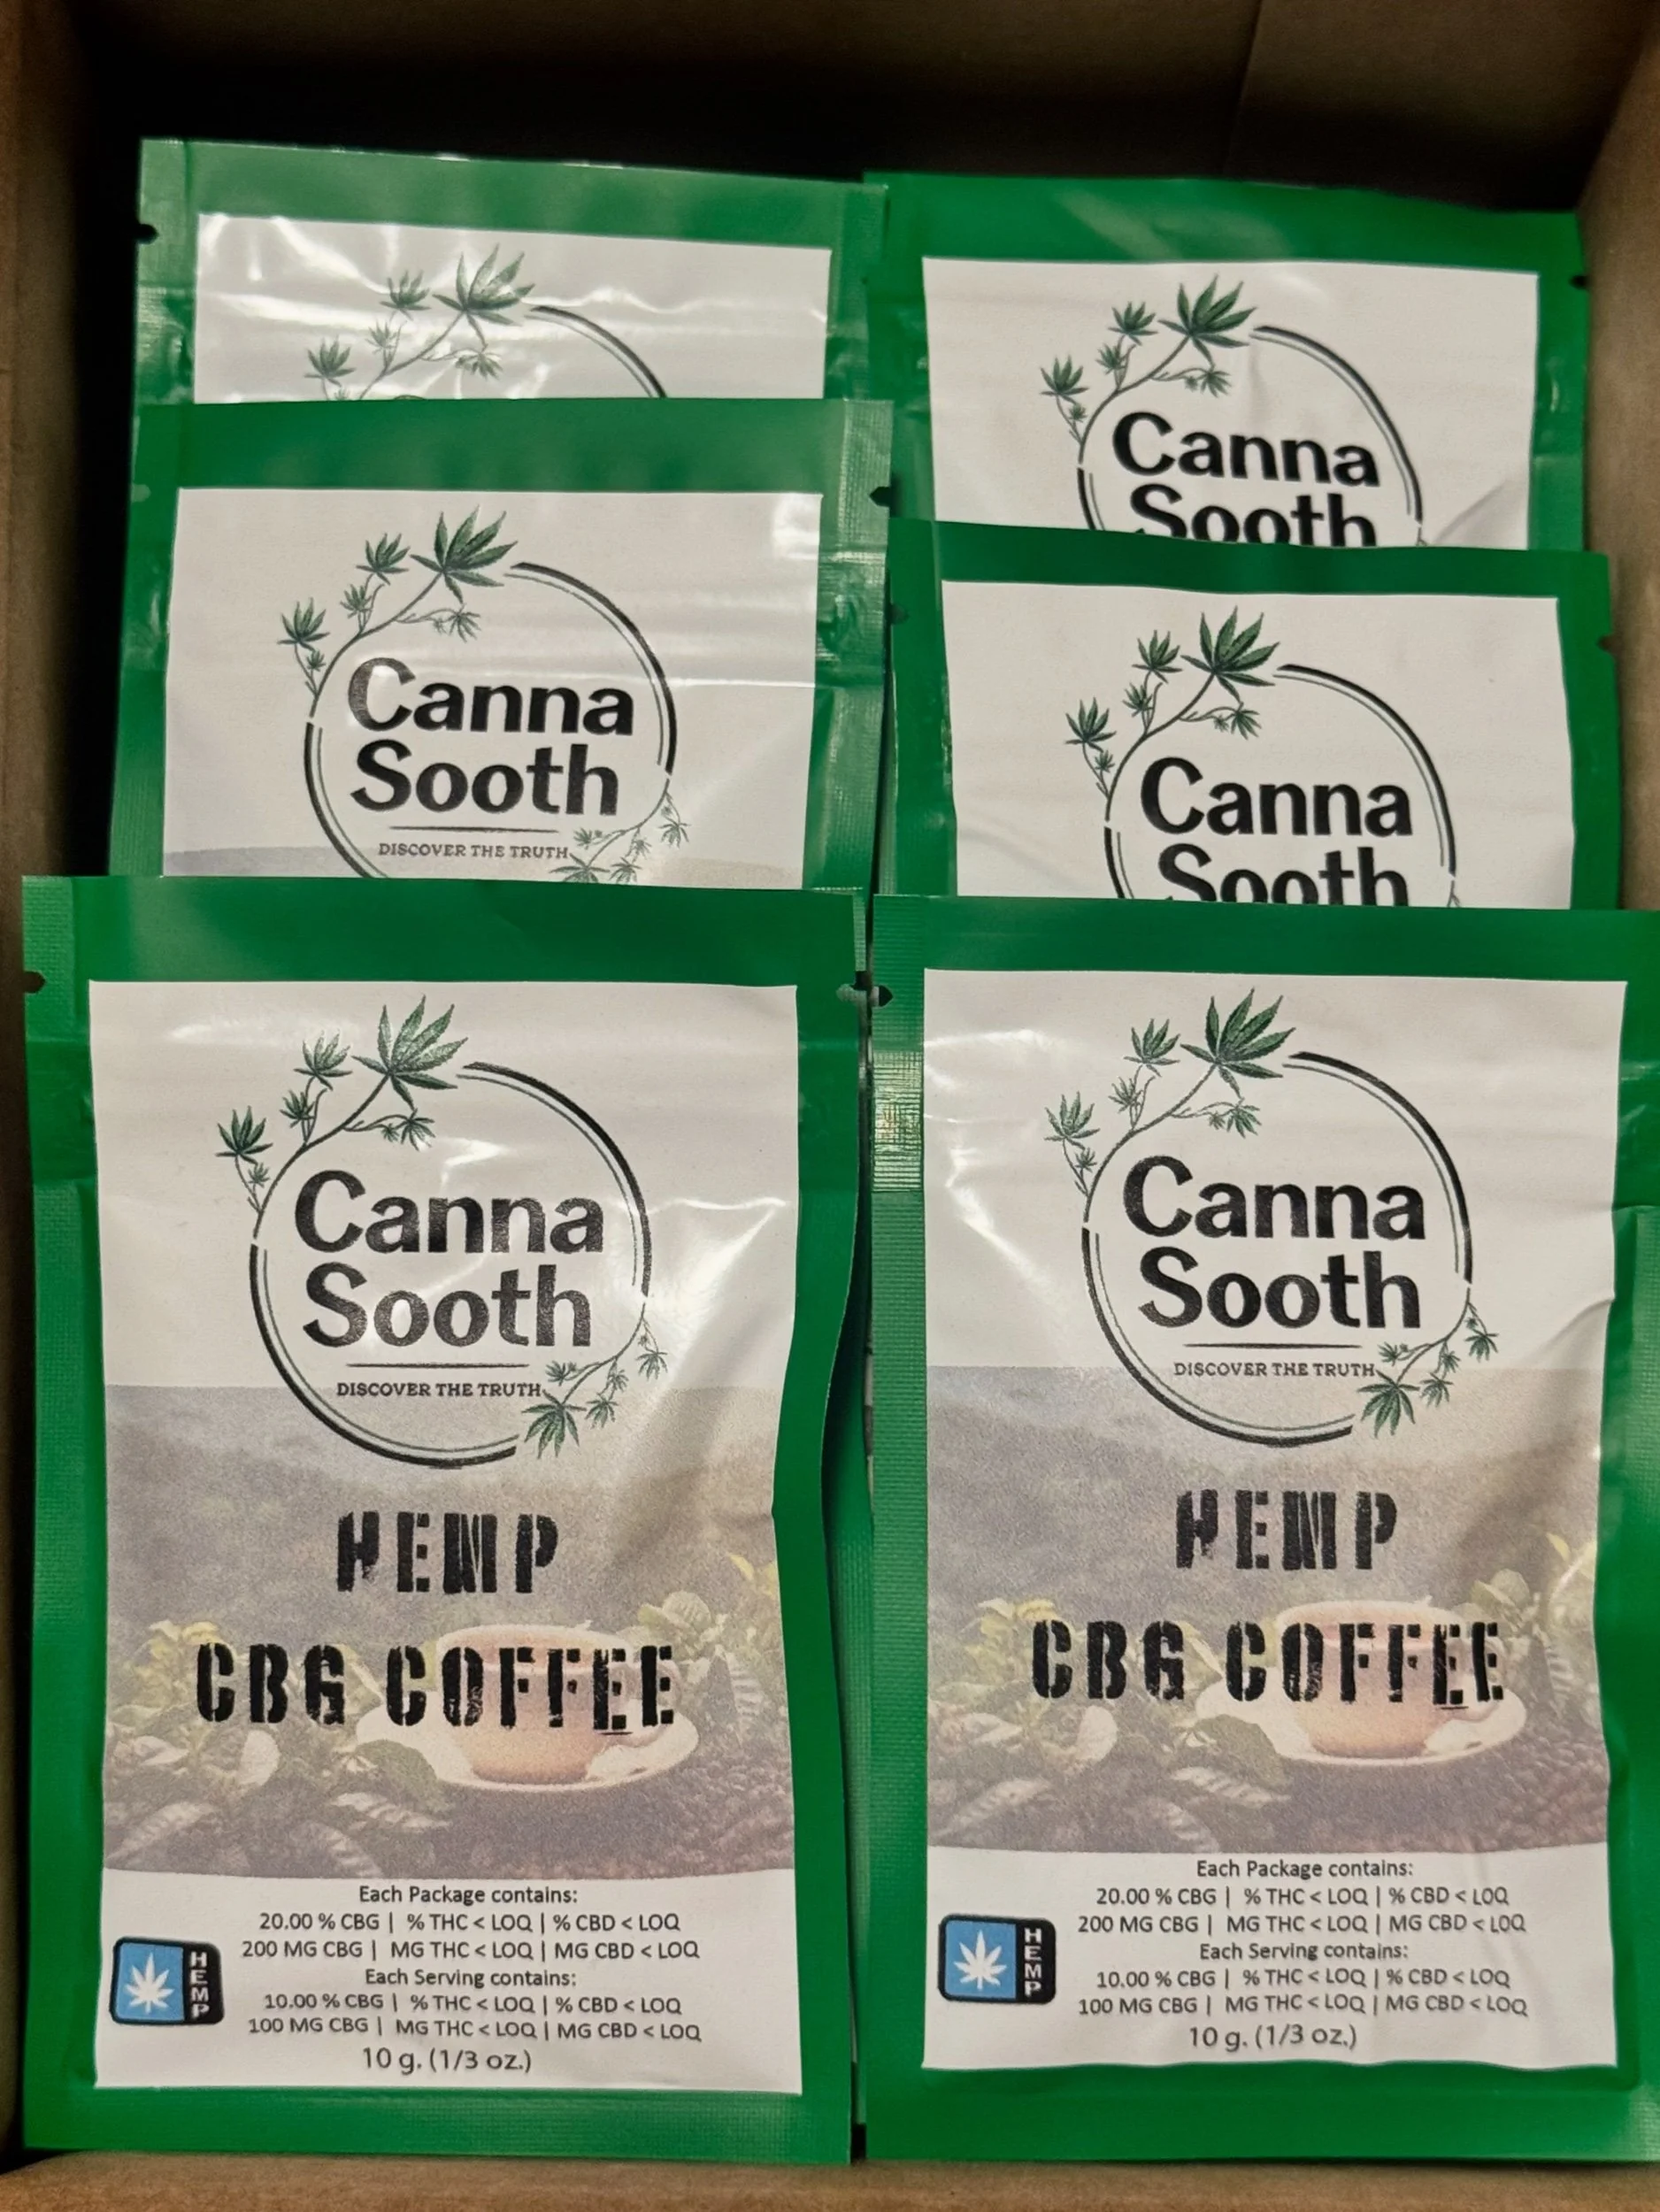 Canna
Sooth
Canna
Sooth
DISCOVER THE TRUTH
Canna
Sooth
Canna
Sooth
DISCOVER THE TRUTH
HEMP
CBG COFFEE
Each Package contains:
20.00 % CBG | % THC < LOQ | % CBD < LOQ
200 MG CBG | MG THC < LOQ | MG CBD < LOQ
Each Serving contains:
10.00 % CBG | % THC < LOQ | % CBD < LOQ
100 MG CBG | MG THC < LOQ | MG CBD < LOQ
10 g. (1/3 oz.)
HEMP
Canna
Sooth
DISCOVER THE TRUTH
HEMP
CBG COFFEE
Each Package contains:
20.00 % CBG | % THC < LOQ | % CBD < LOQ
200 MG CBG | MG THC < LOQ | MG CBD < LOQ
Each Serving contains:
10.00 % CBG | % THC < LOQ | % CBD < LOQ
100 MG CBG | MG THC < LOQ | MG CBD < LOQ
10 g. (1/3 oz.)
HEMP